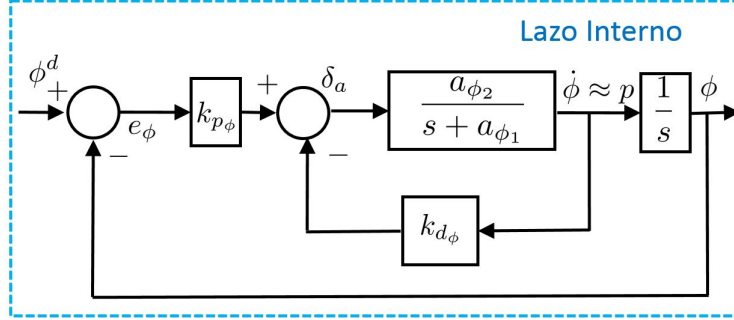 Lazo Interno
ϕ^d
+
−
e_ϕ
k_{p_ϕ}
+
−
δ_a
a_{ϕ_2}
s + a_{ϕ_1}
ϕ̇ ≈ p
1
s
ϕ
k_{d_ϕ}